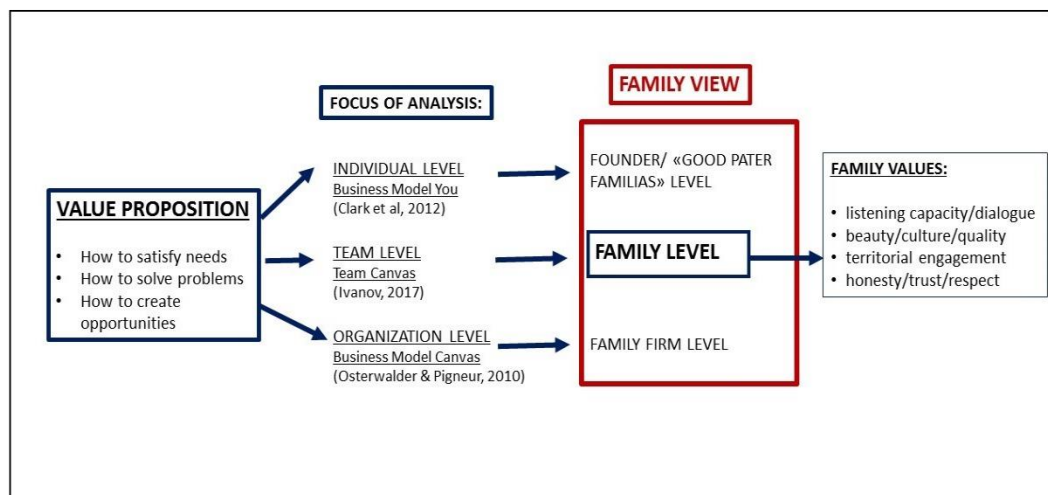 FAMILY VIEW
FOCUS OF ANALYSIS:
VALUE PROPOSITION
• How to satisfy needs
• How to solve problems
• How to create
opportunities
INDIVIDUAL LEVEL
Business Model You
(Clark et al, 2012)
TEAM LEVEL
Team Canvas
(Ivanov, 2017)
ORGANIZATION LEVEL
Business Model Canvas
(Osterwalder & Pigneur, 2010)
FOUNDER/ «GOOD PATER
FAMILIAS» LEVEL
FAMILY LEVEL
FAMILY FIRM LEVEL
FAMILY VALUES:
• listening capacity/dialogue
• beauty/culture/quality
• territorial engagement
• honesty/trust/respect